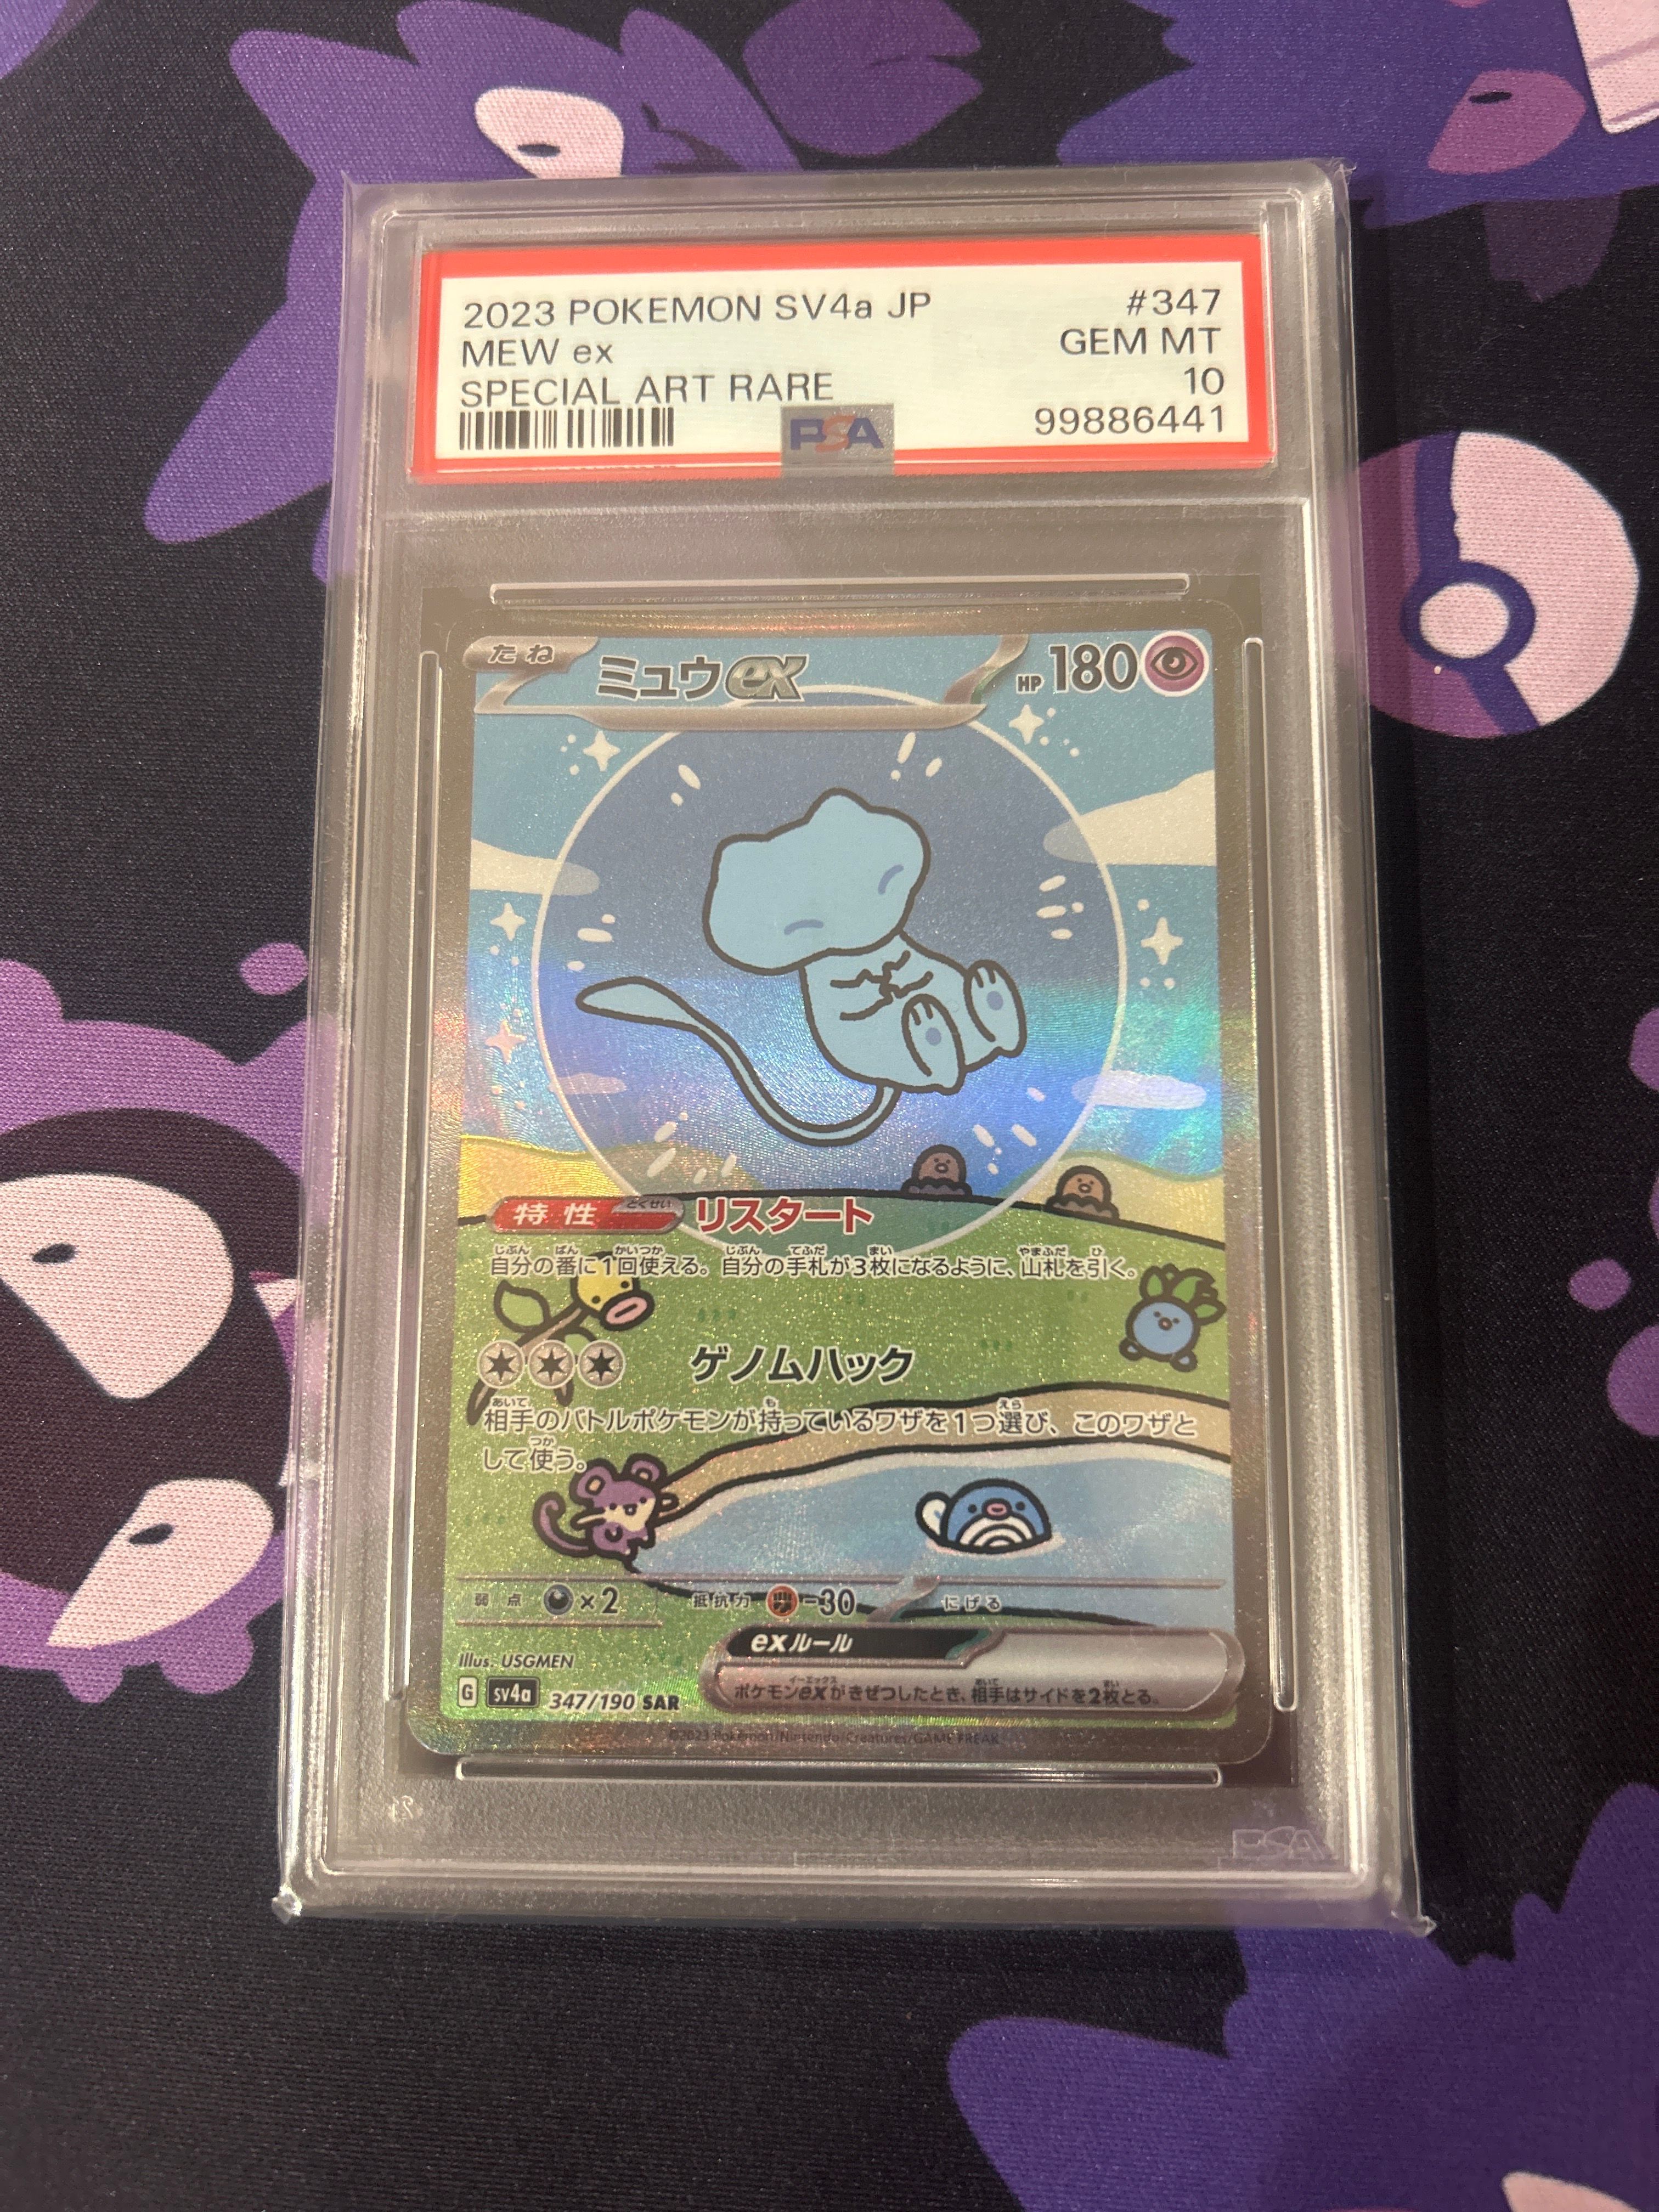 2023 POKEMON SV4a JP #347
MEW ex GEM MT
SPECIAL ART RARE 10
PSA 99886441
たね ミュウex HP 180
特性 とくせい リスタート
自分の番に1回使える。自分の手札が3枚になるように、山札を引く。
ゲノムハック
相手のバトルポケモンが持っているワザを1つ選び、このワザと
して使う。
弱点 ×2 抵抗力 -30 にげる
exルール
ポケモンexがきぜつしたとき、相手はサイドを2枚とる。
Illus. USGMEN
G sv4a 347/190 SAR
©2023 Pokémon/Nintendo/Creatures/GAME FREAK
PSA